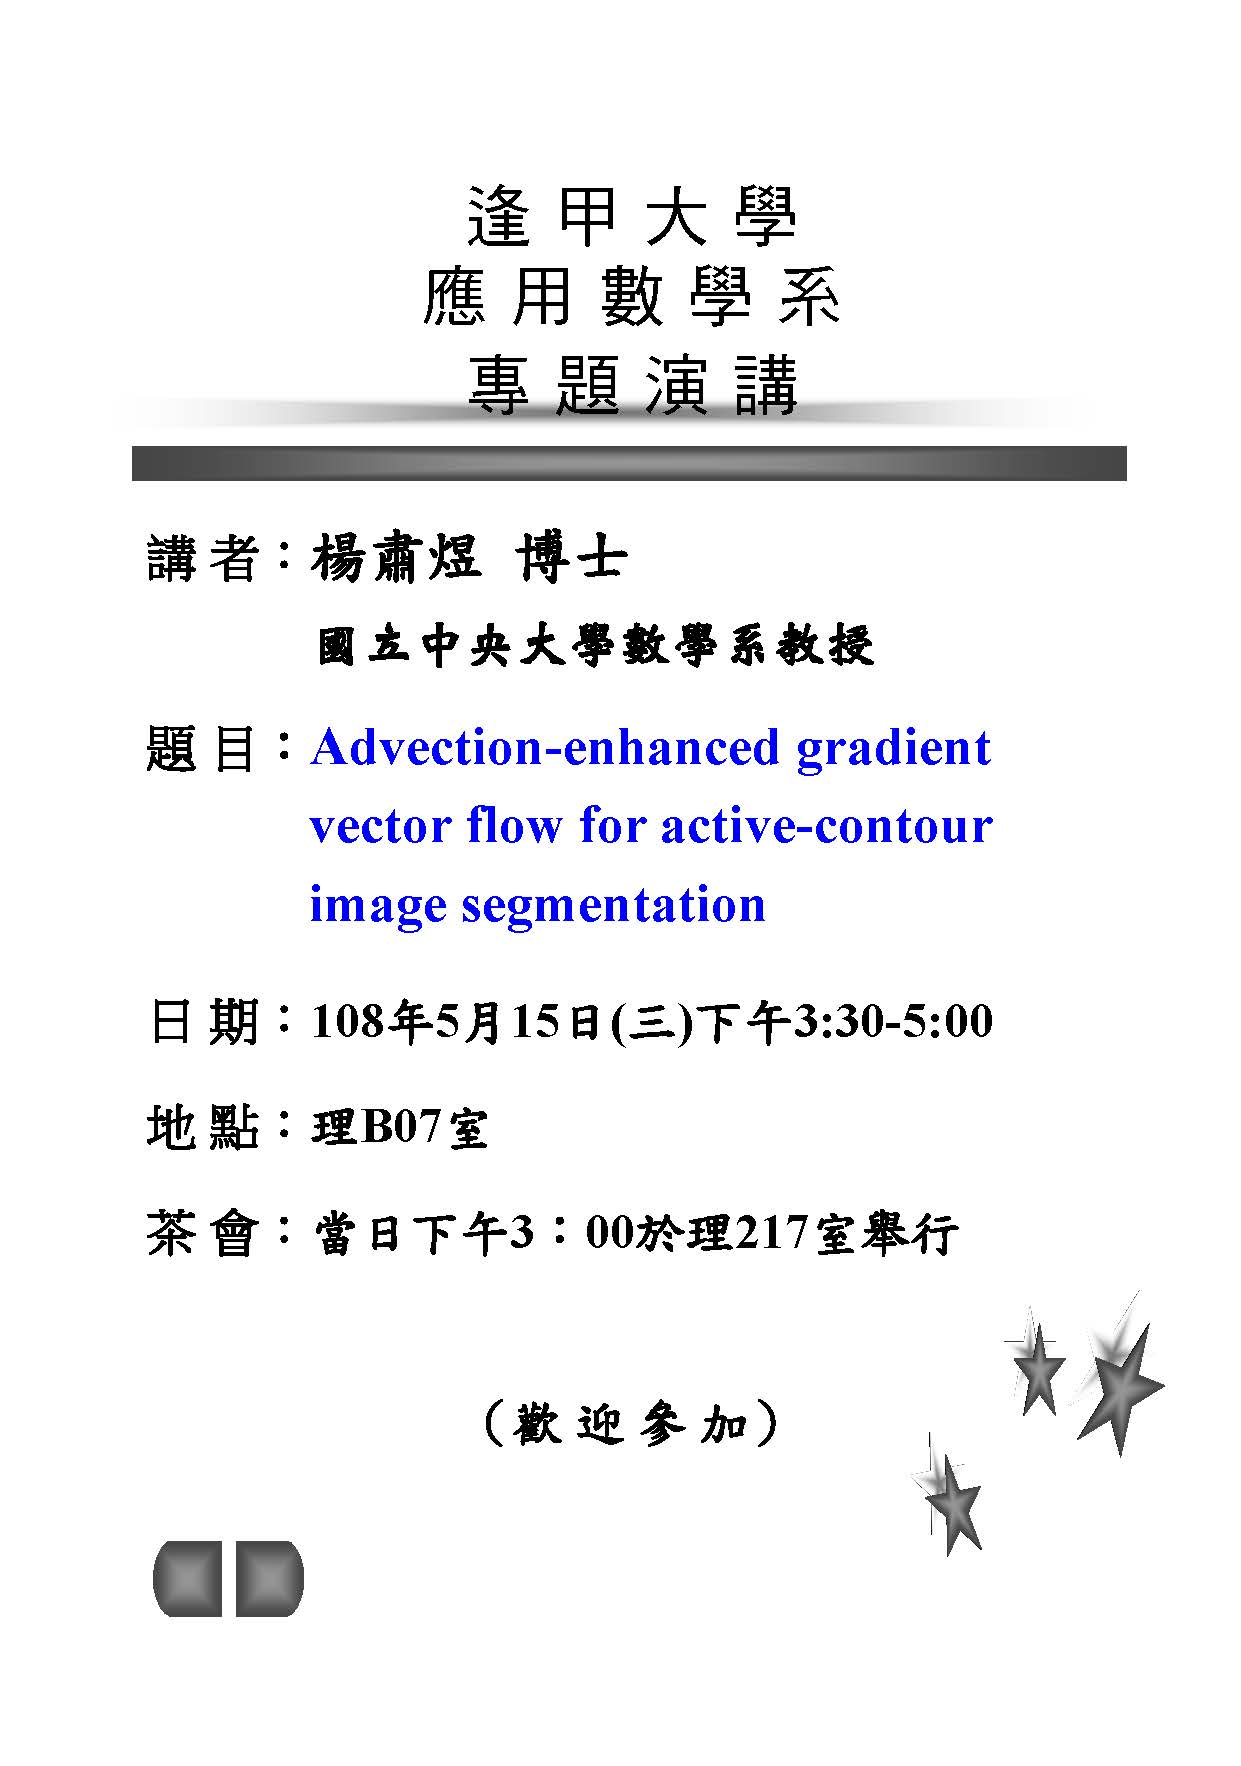 逢甲大學
應用數學系
專題演講
講者：楊肅煜 博士
國立中央大學數學系教授
題目：Advection-enhanced gradient
vector flow for active-contour
image segmentation
日期：108年5月15日(三)下午3:30-5:00
地點：理B07室
茶會：當日下午3：00於理217室舉行
（歡迎參加）